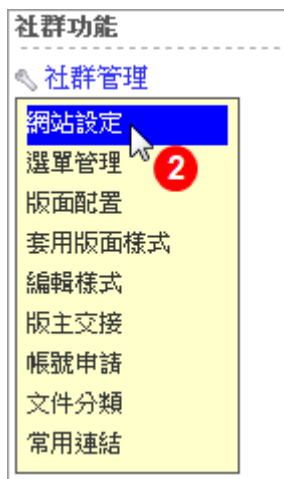 社群功能
社群管理
網站設定
2
選單管理
版面配置
套用版面樣式
編輯樣式
版主交接
帳號申請
文件分類
常用連結